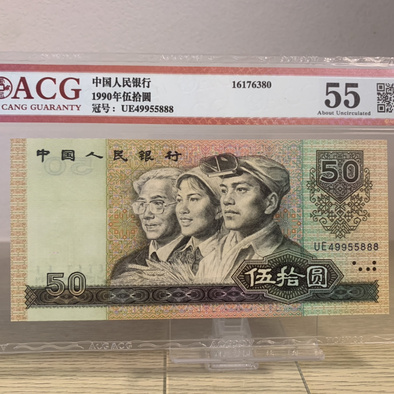 ACG
CANG GUARANTY
中国人民银行
1990年伍拾圆
冠号：UE49955888
16176380
55
About Uncirculated
中国人民银行
50
UE49955888
50
伍拾圆